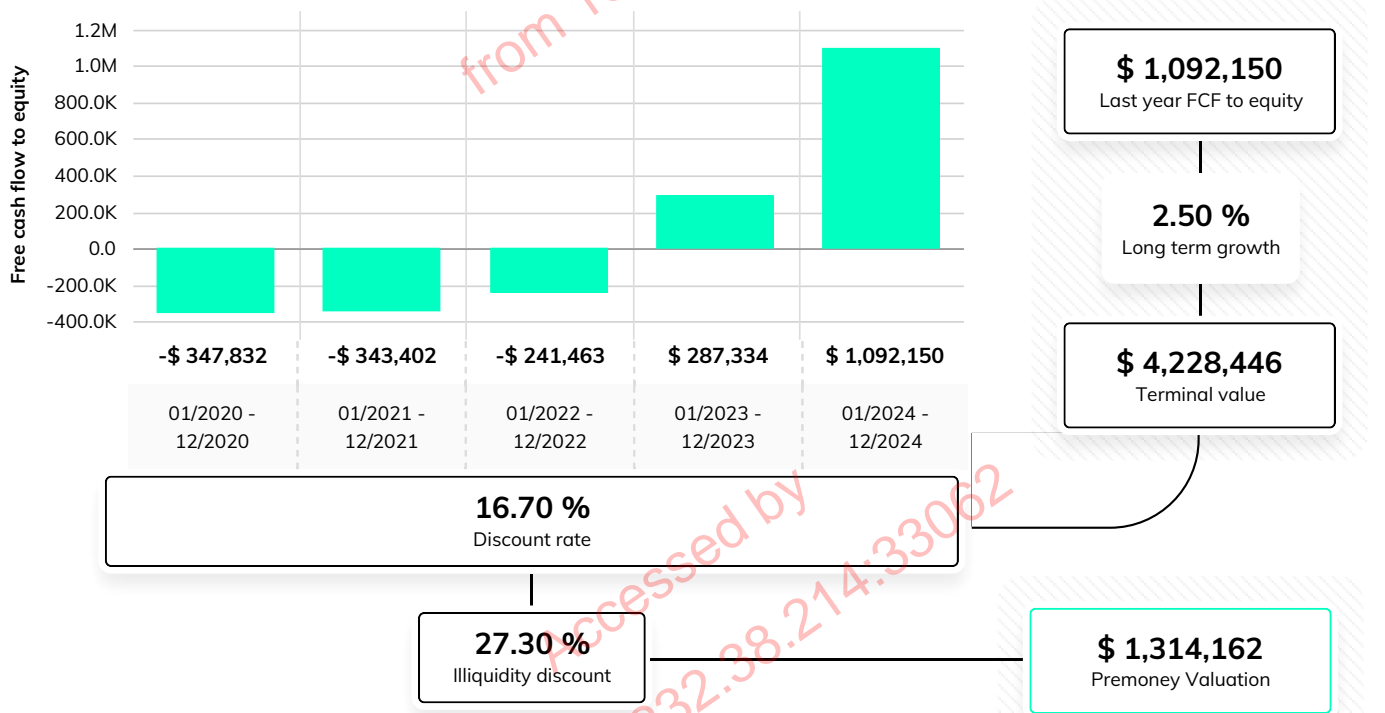 Free cash flow to equity
1.2M
1.0M
800.0K
600.0K
400.0K
200.0K
0.0
-200.0K
-400.0K
-$ 347,832
-$ 343,402
-$ 241,463
$ 287,334
$ 1,092,150
01/2020 -
12/2020
01/2021 -
12/2021
01/2022 -
12/2022
01/2023 -
12/2023
01/2024 -
12/2024
16.70 %
Discount rate
27.30 %
Illiquidity discount
$ 1,092,150
Last year FCF to equity
2.50 %
Long term growth
$ 4,228,446
Terminal value
$ 1,314,162
Premoney Valuation
from
Accessed by
32.38.214:33062